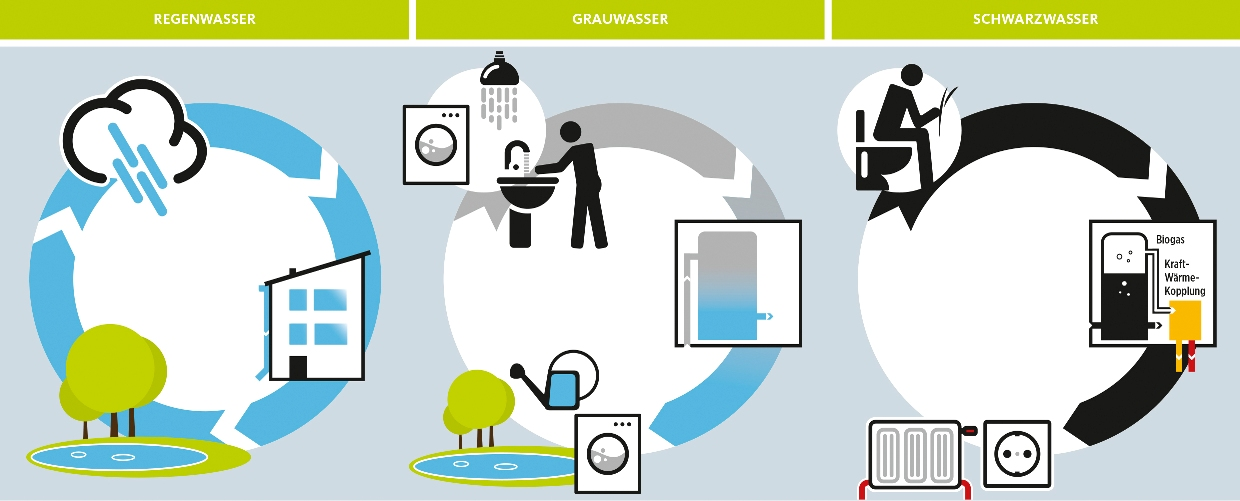 REGENWASSER
GRAUWASSER
SCHWARZWASSER
Biogas
Kraft-
Wärme-
Kopplung